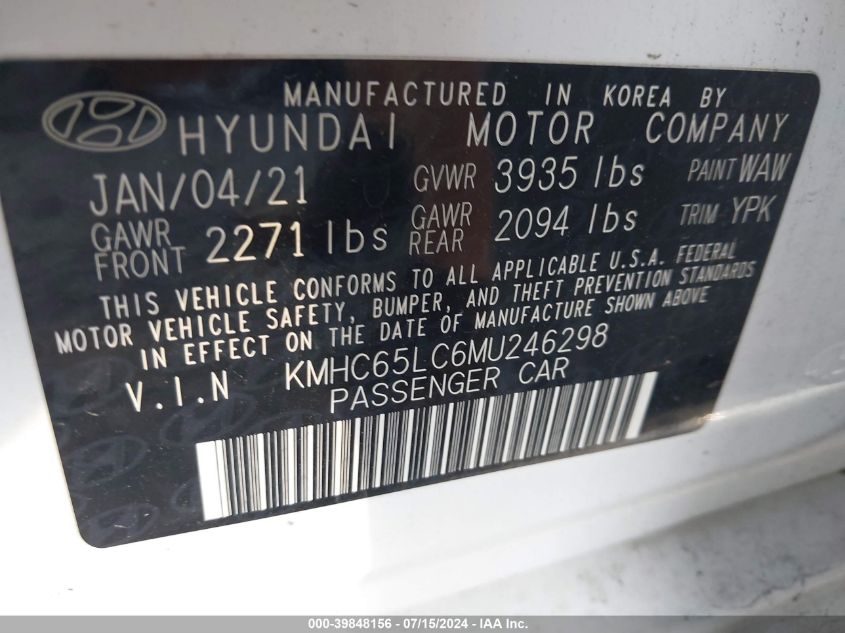 MANUFACTURED IN KOREA BY
HYUNDAI MOTOR COMPANY
JAN/04/21 GVWR 3935 lbs PAINT WAW
GAWR FRONT 2271 lbs GAWR REAR 2094 lbs TRIM YPK
THIS VEHICLE CONFORMS TO ALL APPLICABLE U.S.A. FEDERAL
MOTOR VEHICLE SAFETY, BUMPER, AND THEFT PREVENTION STANDARDS
IN EFFECT ON THE DATE OF MANUFACTURE SHOWN ABOVE
V.I.N KMHC65LC6MU246298
PASSENGER CAR
000-39848156 - 07/15/2024 - IAA Inc.